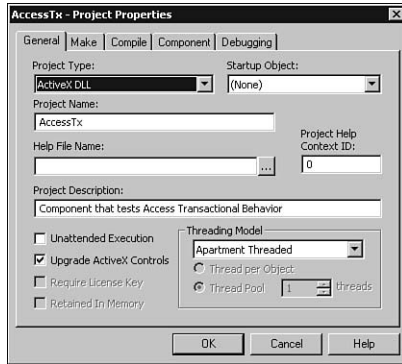 AccessTx - Project Properties
General Make Compile Component Debugging
Project Type: Startup Object:
ActiveX DLL (None)
Project Name:
AccessTx
Help File Name: Project Help Context ID:
... 0
Project Description:
Component that tests Access Transactional Behavior
Unattended Execution
Upgrade ActiveX Controls
Require License Key
Retained In Memory
Threading Model
Apartment Threaded
Thread per Object
Thread Pool 1 threads
OK Cancel Help